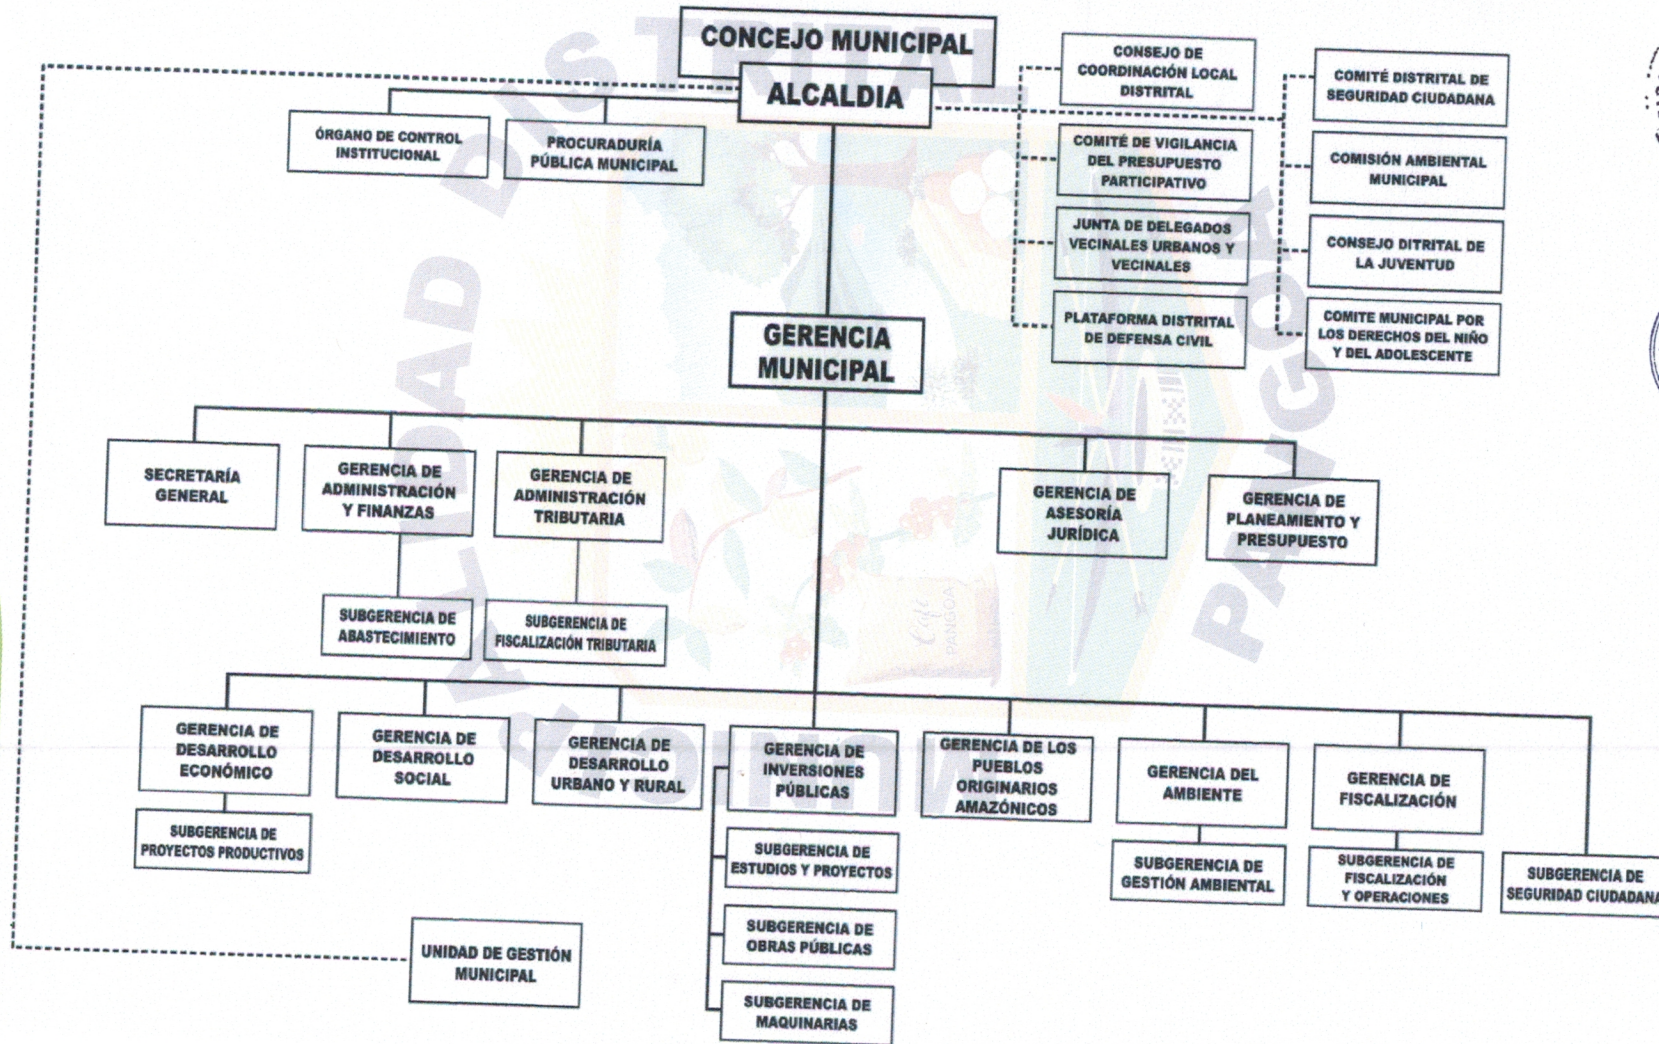 CONCEJO MUNICIPAL
ALCALDIA
ÓRGANO DE CONTROL
INSTITUCIONAL
PROCURADURÍA
PÚBLICA MUNICIPAL
CONSEJO DE
COORDINACIÓN LOCAL
DISTRITAL
COMITÉ DE VIGILANCIA
DEL PRESUPUESTO
PARTICIPATIVO
JUNTA DE DELEGADOS
VECINALES URBANOS Y
VECINALES
PLATAFORMA DISTRITAL
DE DEFENSA CIVIL
COMITÉ DISTRITAL DE
SEGURIDAD CIUDADANA
COMISIÓN AMBIENTAL
MUNICIPAL
CONSEJO DITRITAL DE
LA JUVENTUD
COMITE MUNICIPAL POR
LOS DERECHOS DEL NIÑO
Y DEL ADOLESCENTE
GERENCIA
MUNICIPAL
SECRETARÍA
GENERAL
GERENCIA DE
ADMINISTRACIÓN
Y FINANZAS
GERENCIA DE
ADMINISTRACIÓN
TRIBUTARIA
GERENCIA DE
ASESORÍA
JURÍDICA
GERENCIA DE
PLANEAMIENTO Y
PRESUPUESTO
SUBGERENCIA DE
ABASTECIMIENTO
SUBGERENCIA DE
FISCALIZACIÓN TRIBUTARIA
GERENCIA DE
DESARROLLO
ECONÓMICO
GERENCIA DE
DESARROLLO
SOCIAL
GERENCIA DE
DESARROLLO
URBANO Y RURAL
GERENCIA DE
INVERSIONES
PÚBLICAS
GERENCIA DE LOS
PUEBLOS
ORIGINARIOS
AMAZÓNICOS
GERENCIA DEL
AMBIENTE
GERENCIA DE
FISCALIZACIÓN
SUBGERENCIA DE
PROYECTOS PRODUCTIVOS
SUBGERENCIA DE
ESTUDIOS Y PROYECTOS
SUBGERENCIA DE
OBRAS PÚBLICAS
SUBGERENCIA DE
MAQUINARIAS
SUBGERENCIA DE
GESTIÓN AMBIENTAL
SUBGERENCIA DE
FISCALIZACIÓN
Y OPERACIONES
SUBGERENCIA DE
SEGURIDAD CIUDADANA
UNIDAD DE GESTIÓN
MUNICIPAL
DISTRITAL
PANGOA
Café
PANGOA